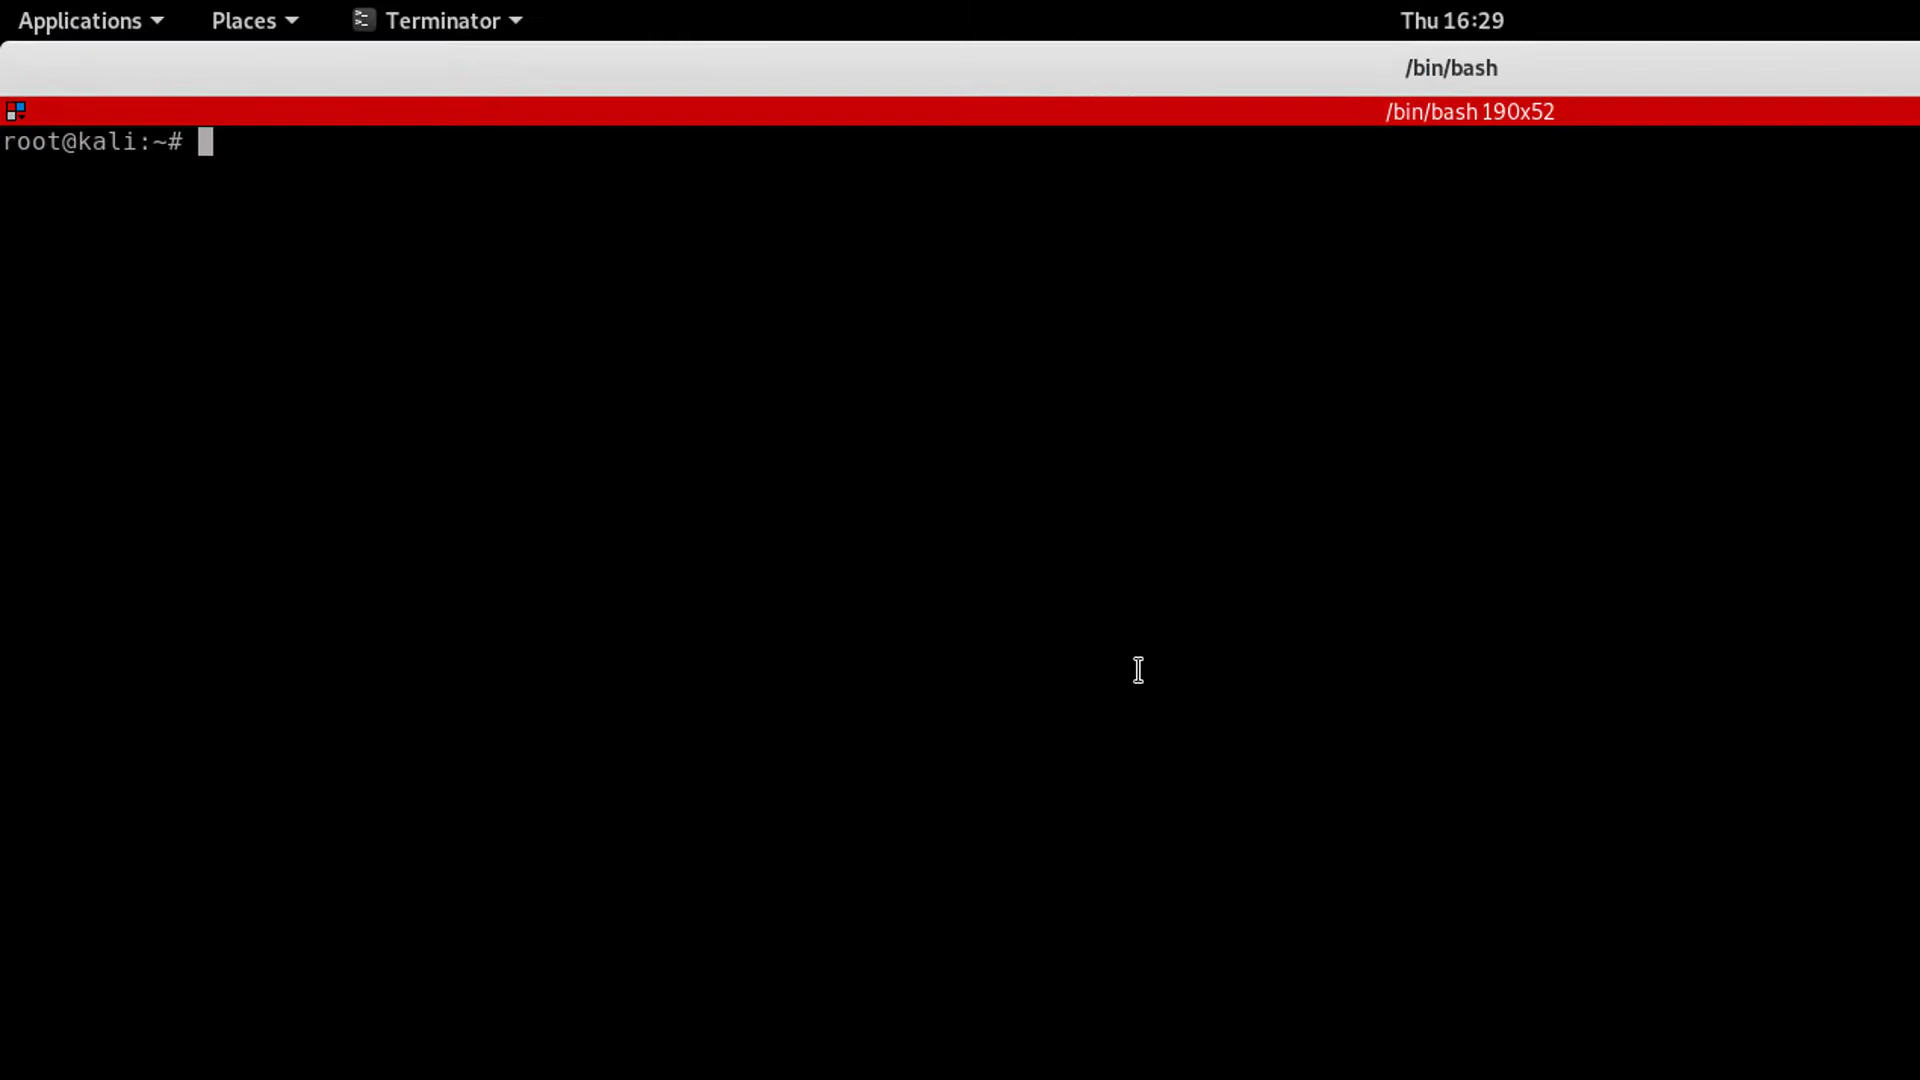 Applications Places Terminator Thu 16:29
/bin/bash
/bin/bash 190x52
root@kali:~#